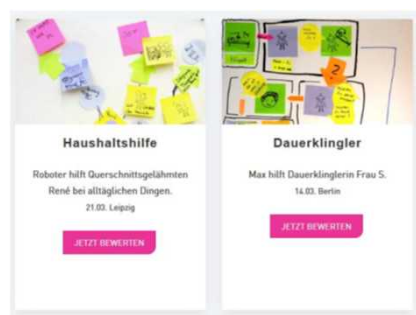 Haushaltshilfe
Roboter hilft Querschnittsgelähmten
René bei alltäglichen Dingen.
21.03. Leipzig
JETZT BEWERTEN
Dauerklingler
Max hilft Dauerklinglerin Frau S.
14.03. Berlin
JETZT BEWERTEN